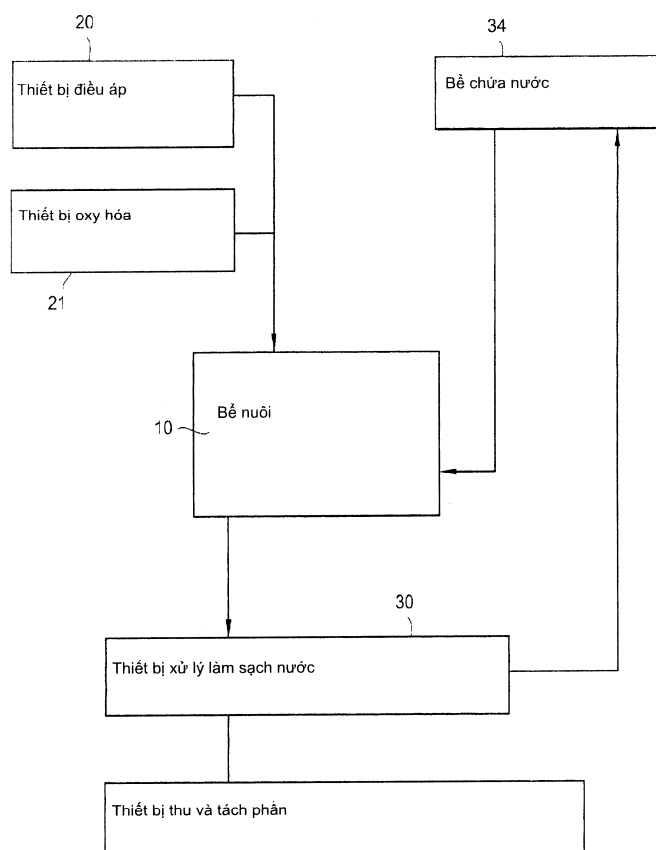 20
34
Thiết bị điều áp
Bể chứa nước
Thiết bị oxy hóa
21
Bể nuôi
10
30
Thiết bị xử lý làm sạch nước
Thiết bị thu và tách phần